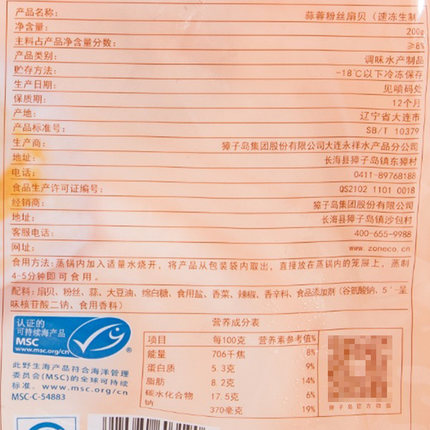 产品名称： 蒜蓉粉丝扇贝（速冻生制
净含量： 200g
主料占产品净含量分数： ≥8%
产品类别： 调味水产制品
贮存方法： -18℃以下冷冻保存
生产日期： 见喷码处
保质期： 12个月
产地： 辽宁省大连市
产品标准号： SB/T 10379
生产商： 獐子岛集团股份有限公司大连永祥水产品分公司
地址： 长海县獐子岛镇东獐村
电话： 0411-89768188
食品生产许可证编号： QS2102 1101 0018
经销商： 獐子岛集团股份有限公司
地址： 长海县獐子岛镇沙包村
客服电话： 400-655-9988
网址： www.zoneco.cn
食用方法：蒸锅内加入适量水烧开，将产品从包装袋内取出，直接放在蒸锅内的笼屉上，蒸制
4-5分钟即可食用。
配料：扇贝、粉丝、蒜、大豆油、绵白糖、食用盐、香菜、辣椒、香辛料、食品添加剂（谷氨酸钠，5′-呈
味核苷酸二钠，食用香料）
认证的
可持续海产品
MSC
www.msc.org/cn
TM
此野生海产品符合海洋管理
委员会(MSC)的全球可持续
标准。 www.msc.org/cn
MSC-C-54883
营养成分表
项目 每100克 营养素参考值%
能量 706千焦 8%
蛋白质 5.3克 9%
脂肪 8.2克 14%
碳水化合物 17.5克 6%
钠 370毫克 19%
獐子岛官方微信